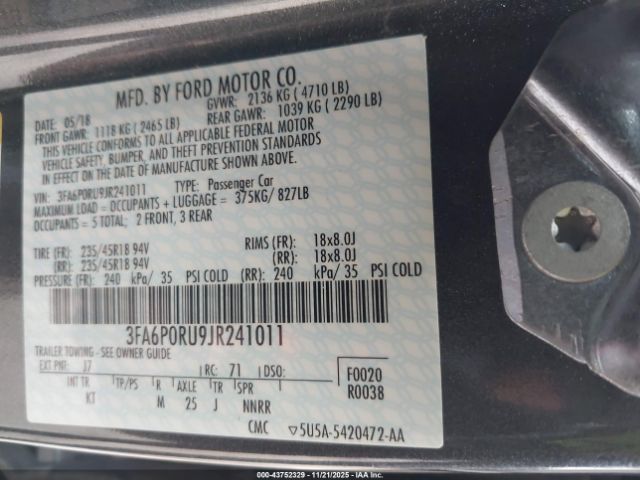 MFD. BY FORD MOTOR CO.
DATE: 05/18 GVWR: 2136 KG ( 4710 LB)
FRONT GAWR: 1118 KG ( 2465 LB) REAR GAWR: 1039 KG ( 2290 LB)
THIS VEHICLE CONFORMS TO ALL APPLICABLE FEDERAL MOTOR
VEHICLE SAFETY, BUMPER, AND THEFT PREVENTION STANDARDS
IN EFFECT ON THE DATE OF MANUFACTURE SHOWN ABOVE.
VIN: 3FA6P0RU9JR241011 TYPE: Passenger Car
MAXIMUM LOAD = OCCUPANTS + LUGGAGE = 375KG/ 827LB
OCCUPANTS = 5 TOTAL; 2 FRONT, 3 REAR
TIRE (FR): 235/45R18 94V RIMS (FR): 18x8.0J
(RR): 235/45R18 94V (RR): 18x8.0J
PRESSURE (FR): 240 kPa/ 35 PSI COLD (RR): 240 kPa/ 35 PSI COLD
3FA6P0RU9JR241011
TRAILER TOWING - SEE OWNER GUIDE
EXT PNT: J7 RC: 71 DSO: F0020
INT TR TP/PS R AXLE TR SPR R0038
KT M 25 J NNRR
CMC ▽5U5A-5420472-AA
00-43752329 11/21/2025 IAAI.com